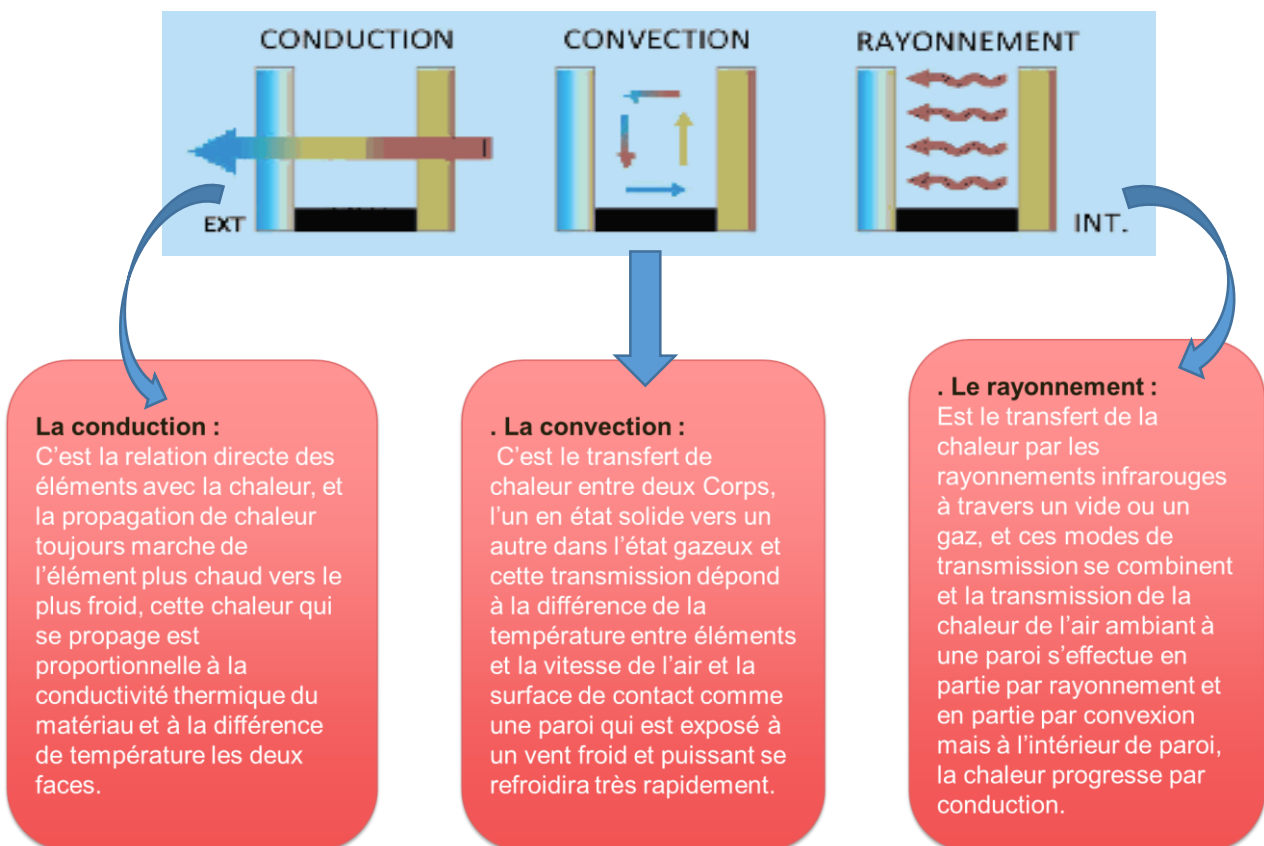 CONDUCTION
CONVECTION
RAYONNEMENT
EXT
INT.
La conduction :
C’est la relation directe des
éléments avec la chaleur, et
la propagation de chaleur
toujours marche de
l’élément plus chaud vers le
plus froid, cette chaleur qui
se propage est
proportionnelle à la
conductivité thermique du
matériau et à la différence
de température les deux
faces.
. La convection :
C’est le transfert de
chaleur entre deux Corps,
l’un en état solide vers un
autre dans l’état gazeux et
cette transmission dépond
à la différence de la
température entre éléments
et la vitesse de l’air et la
surface de contact comme
une paroi qui est exposé à
un vent froid et puissant se
refroidira très rapidement.
. Le rayonnement :
Est le transfert de la
chaleur par les
rayonnements infrarouges
à travers un vide ou un
gaz, et ces modes de
transmission se combinent
et la transmission de la
chaleur de l’air ambiant à
une paroi s’effectue en
partie par rayonnement et
en partie par convexion
mais à l’intérieur de paroi,
la chaleur progresse par
conduction.